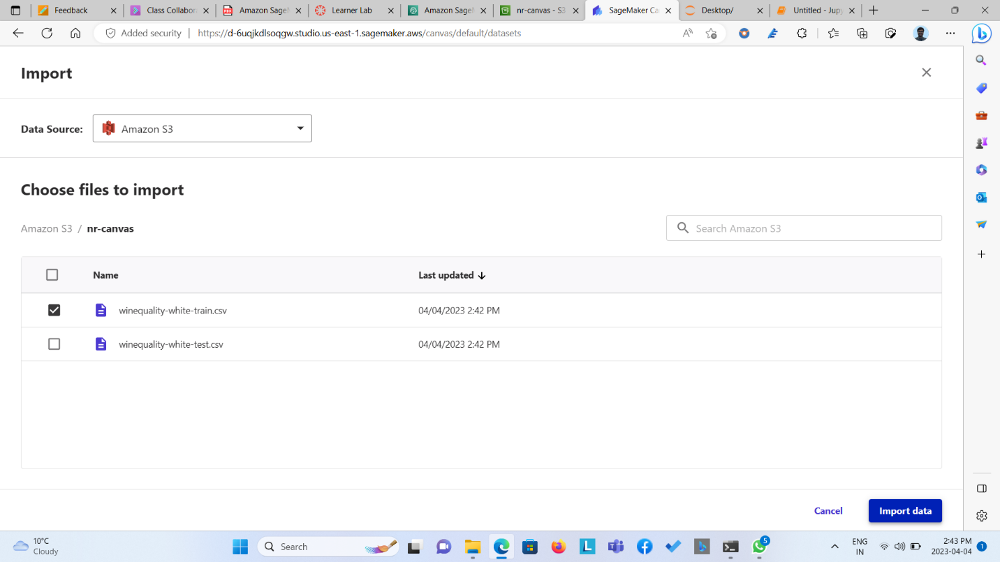 Feedback
Class Collabora
Amazon SageM
Learner Lab
Amazon SageM
nr-canvas - S3
SageMaker Ca
Desktop/
Untitled - Jupy
Added security
https://d-6uqjkdlsoqgw.studio.us-east-1.sagemaker.aws/canvas/default/datasets
Import
Data Source:
Amazon S3
Choose files to import
Amazon S3 / nr-canvas
Search Amazon S3
Name
Last updated
winequality-white-train.csv
04/04/2023 2:42 PM
winequality-white-test.csv
04/04/2023 2:42 PM
Cancel
Import data
10°C
Cloudy
Search
5
ENG
IN
2:43 PM
2023-04-04
1